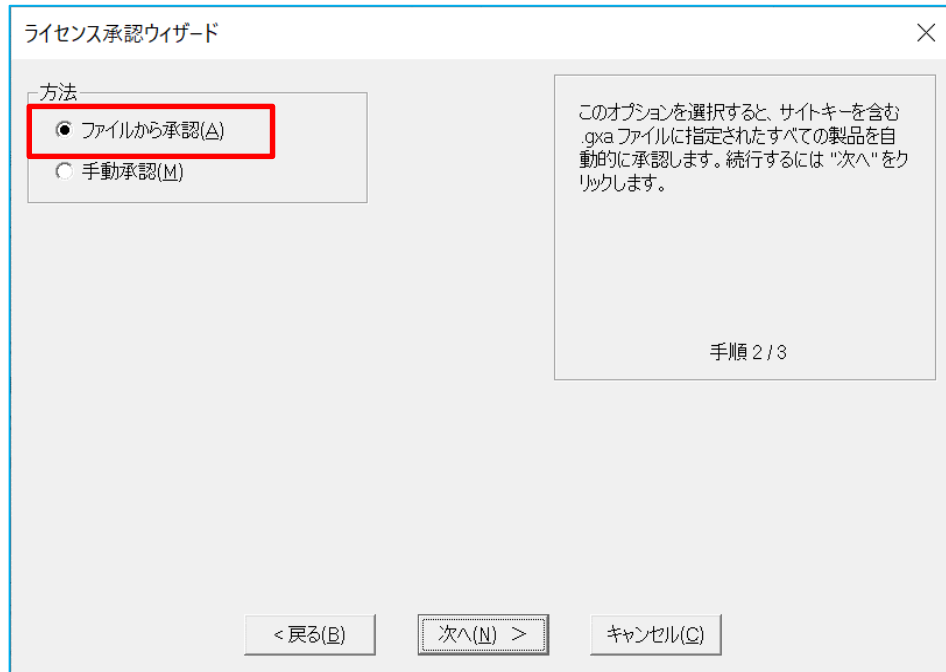 ライセンス承認ウィザード
方法
ファイルから承認(A)
手動承認(M)
このオプションを選択すると、サイトキーを含む
.gxa ファイルに指定されたすべての製品を自
動的に承認します。続行するには "次へ" をク
リックします。
手順 2 / 3
< 戻る(B)
次へ(N) >
キャンセル(C)